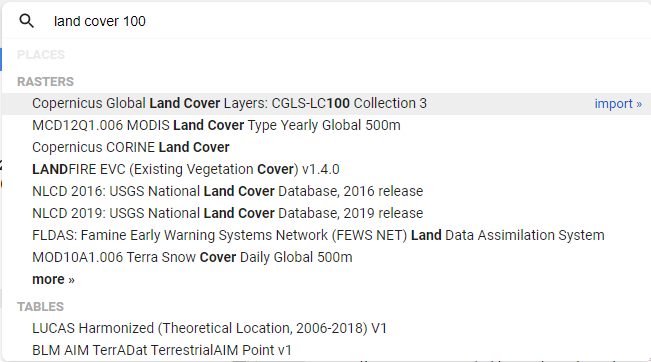 land cover 100
PLACES
RASTERS
Copernicus Global Land Cover Layers: CGLS-LC100 Collection 3 import »
MCD12Q1.006 MODIS Land Cover Type Yearly Global 500m
Copernicus CORINE Land Cover
LANDFIRE EVC (Existing Vegetation Cover) v1.4.0
NLCD 2016: USGS National Land Cover Database, 2016 release
NLCD 2019: USGS National Land Cover Database, 2019 release
FLDAS: Famine Early Warning Systems Network (FEWS NET) Land Data Assimilation System
MOD10A1.006 Terra Snow Cover Daily Global 500m
more »
TABLES
LUCAS Harmonized (Theoretical Location, 2006-2018) V1
BLM AIM TerrADat TerrestrialAIM Point v1